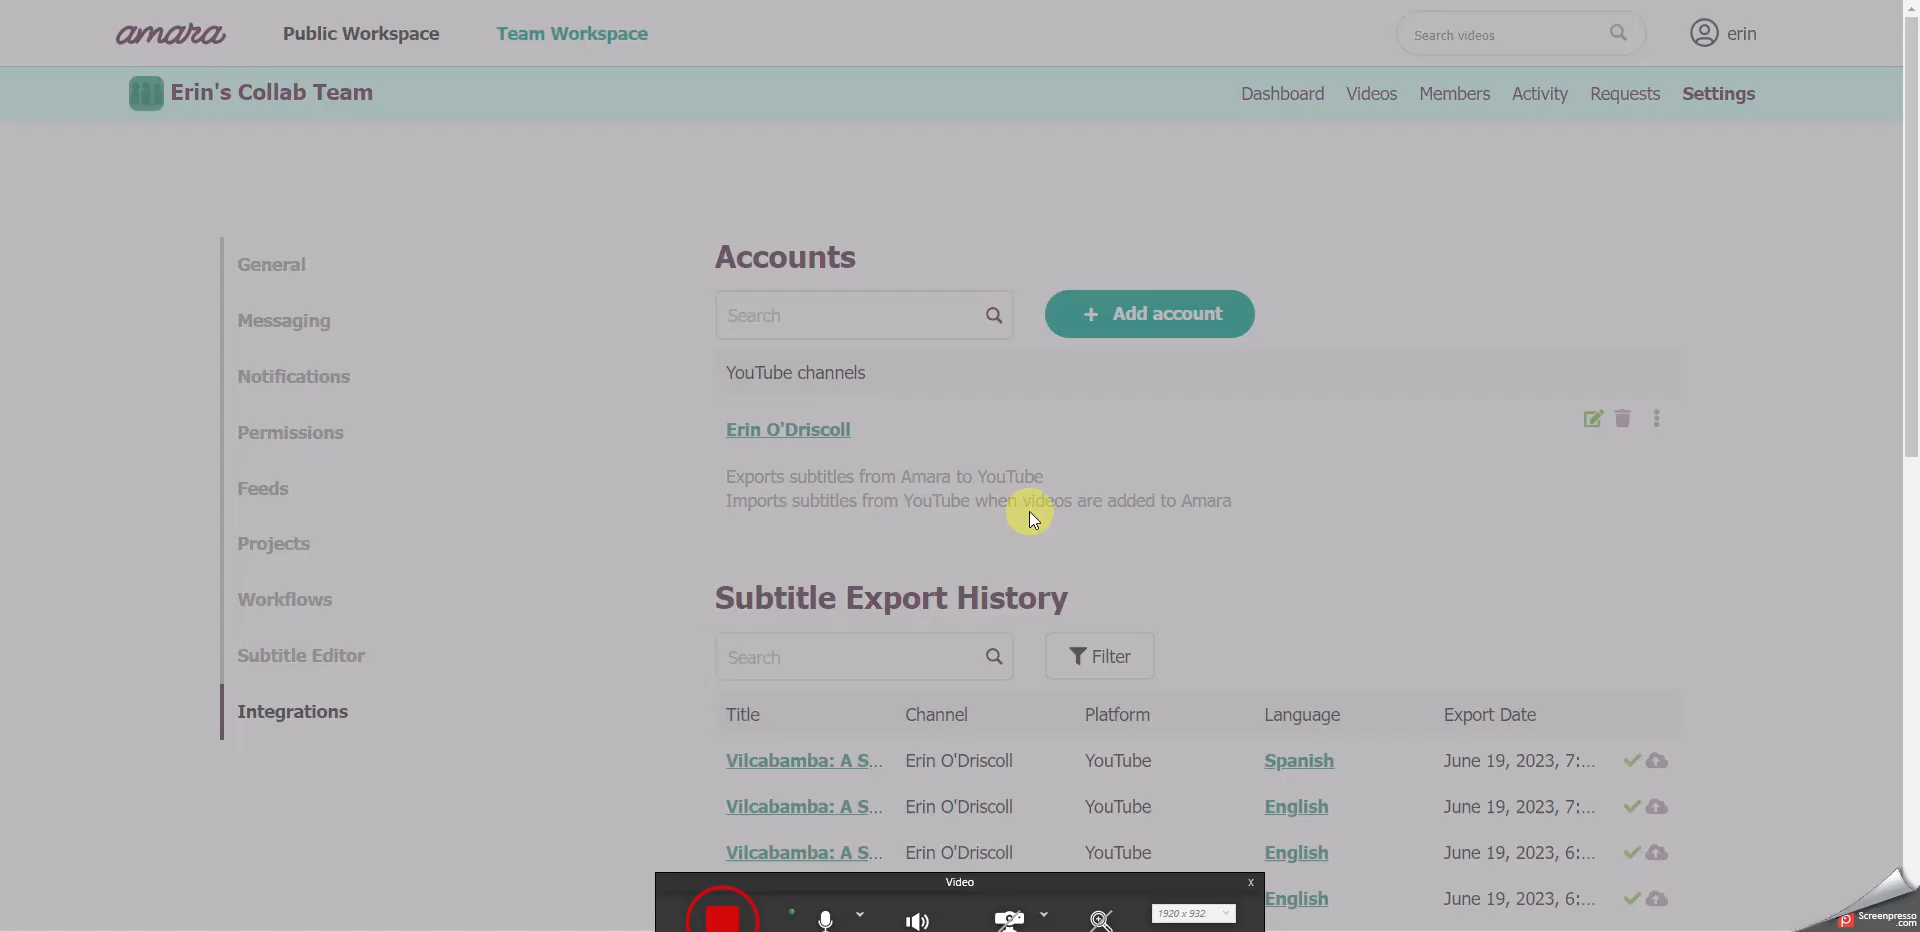 amara
Public Workspace
Team Workspace
Search videos
erin
Erin's Collab Team
Dashboard
Videos
Members
Activity
Requests
Settings
General
Messaging
Notifications
Permissions
Feeds
Projects
Workflows
Subtitle Editor
Integrations
Accounts
Search
+ Add account
YouTube channels
Erin O'Driscoll
Exports subtitles from Amara to YouTube
Imports subtitles from YouTube when videos are added to Amara
Subtitle Export History
Search
Filter
Title Channel Platform Language Export Date
Vilcabamba: A S... Erin O'Driscoll YouTube Spanish June 19, 2023, 7:...
Vilcabamba: A S... Erin O'Driscoll YouTube English June 19, 2023, 7:...
Vilcabamba: A S... Erin O'Driscoll YouTube English June 19, 2023, 6:...
English June 19, 2023, 6:...
Video
x
1920 x 932
Screenpresso
.com